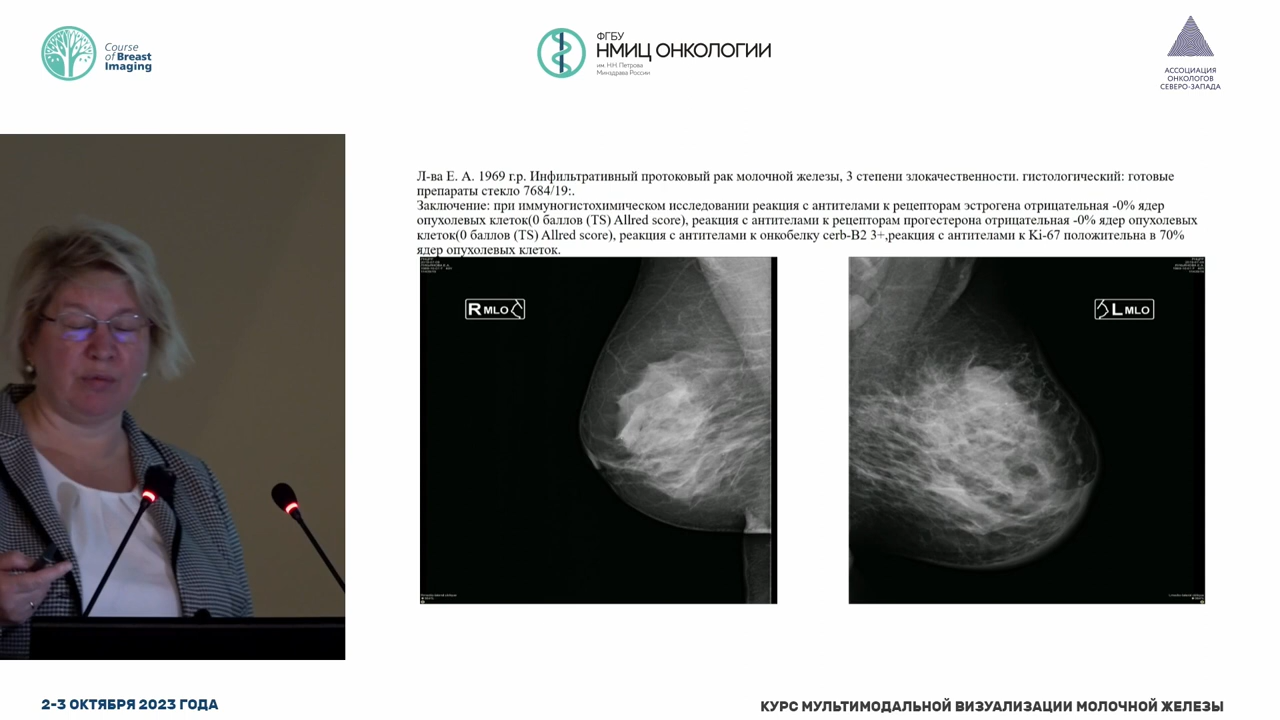 Course
of Breast
Imaging
ФГБУ
НМИЦ ОНКОЛОГИИ
им. Н.Н. Петрова
Минздрава России
АССОЦИАЦИЯ
ОНКОЛОГОВ
СЕВЕРО-ЗАПАДА
Л-ва Е. А. 1969 г.р. Инфильтративный протоковый рак молочной железы, 3 степени злокачественности. гистологический: готовые
препараты стекло 7684/19:.
Заключение: при иммуногистохимическом исследовании реакция с антителами к рецепторам эстрогена отрицательная -0% ядер
опухолевых клеток(0 баллов (TS) Allred score), реакция с антителами к рецепторам прогестерона отрицательная -0% ядер опухолевых
клеток(0 баллов (TS) Allred score), реакция с антителами к онкобелку cerb-B2 3+,реакция с антителами к Ki-67 положительна в 70%
ядер опухолевых клеток.
R MLO
L MLO
2-3 ОКТЯБРЯ 2023 ГОДА
КУРС МУЛЬТИМОДАЛЬНОЙ ВИЗУАЛИЗАЦИИ МОЛОЧНОЙ ЖЕЛЕЗЫ